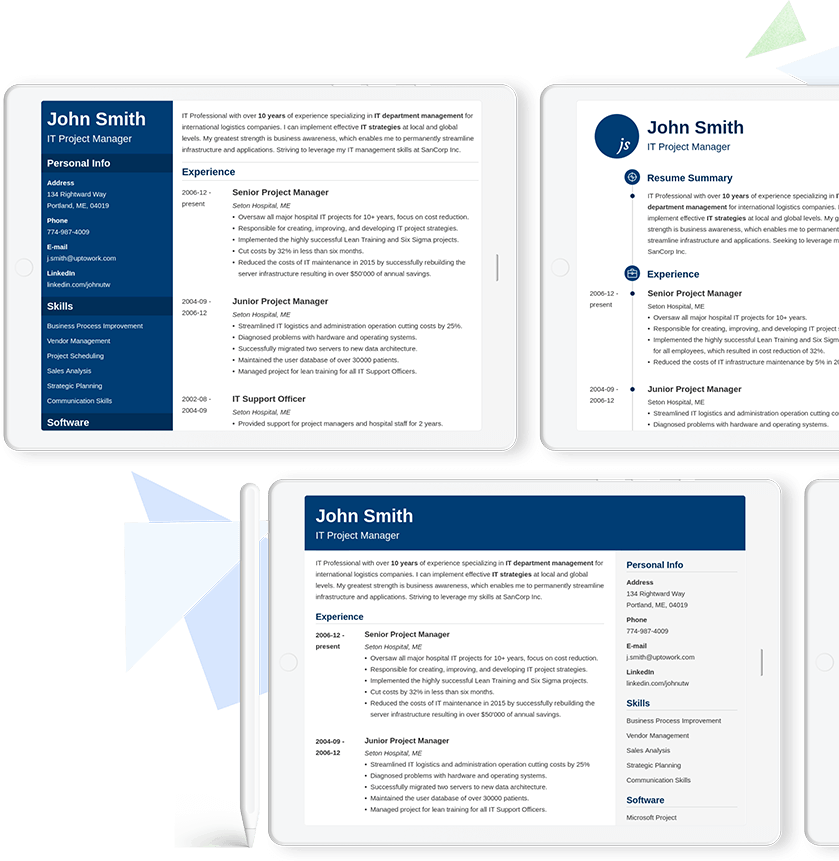 John Smith
IT Project Manager
Personal Info
Address
134 Rightward Way
Portland, ME, 04019
Phone
774-987-4009
E-mail
j.smith@uptowork.com
LinkedIn
linkedin.com/johnutw
Skills
Business Process Improvement
Vendor Management
Project Scheduling
Sales Analysis
Strategic Planning
Communication Skills
Software
IT Professional with over 10 years of experience specializing in IT department management for
international logistics companies. I can implement effective IT strategies at local and global
levels. My greatest strength is business awareness, which enables me to permanently streamline
infrastructure and applications. Striving to leverage my IT management skills at SanCorp Inc.
Experience
2006-12 -
present
Senior Project Manager
Seton Hospital, ME
• Oversaw all major hospital IT projects for 10+ years, focus on cost reduction.
• Responsible for creating, improving, and developing IT project strategies.
• Implemented the highly successful Lean Training and Six Sigma projects.
• Cut costs by 32% in less than six months.
• Reduced the costs of IT maintenance in 2015 by successfully rebuilding the
server infrastructure resulting in over $50'000 of annual savings.
2004-09 -
2006-12
Junior Project Manager
Seton Hospital, ME
• Streamlined IT logistics and administration operation cutting costs by 25%.
• Diagnosed problems with hardware and operating systems.
• Successfully migrated two servers to new data architecture.
• Maintained the user database of over 30000 patients.
• Managed project for lean training for all IT Support Officers.
2002-08 -
2004-09
IT Support Officer
Seton Hospital, ME
• Provided support for project managers and hospital staff for 2 years.
js
John Smith
IT Project Manager
Resume Summary
IT Professional with over 10 years of experience specializing in
department management for international logistics companies. I
implement effective IT strategies at local and global levels. My
strength is business awareness, which enables me to permanent
streamline infrastructure and applications. Seeking to leverage m
SanCorp Inc.
Experience
2006-12 -
present
Senior Project Manager
Seton Hospital, ME
• Oversaw all major hospital IT projects for 10+ years.
• Responsible for creating, improving, and developing IT project
• Implemented the highly successful Lean Training and Six Sigm
for all employees, which resulted in cost reduction of 32%.
• Reduced the costs of IT infrastructure maintenance by 5% in 2
2004-09 -
2006-12
Junior Project Manager
Seton Hospital, ME
• Streamlined IT logistics and administration operation cutting co
• Diagnosed problems with hardware and operating systems.
John Smith
IT Project Manager
IT Professional with over 10 years of experience specializing in IT department management for
international logistics companies. I can implement effective IT strategies at local and global
levels. My greatest strength is business awareness, which enables me to permanently streamline
infrastructure and applications. Striving to leverage my skills at SanCorp Inc.
Experience
2006-12 -
present
Senior Project Manager
Seton Hospital, ME
• Oversaw all major hospital IT projects for 10+ years, focus on cost reduction.
• Responsible for creating, improving, and developing IT project strategies.
• Implemented the highly successful Lean Training and Six Sigma projects.
• Cut costs by 32% in less than six months.
• Reduced the costs of IT maintenance in 2015 by successfully rebuilding the
server infrastructure resulting in over $50'000 of annual savings.
2004-09 -
2006-12
Junior Project Manager
Seton Hospital, ME
• Streamlined IT logistics and administration operation cutting costs by 25%
• Diagnosed problems with hardware and operating systems.
• Successfully migrated two servers to new data architecture.
• Maintained the user database of over 30000 patients.
• Managed project for lean training for all IT Support Officers.
Personal Info
Address
134 Rightward Way
Portland, ME, 04019
Phone
774-987-4009
E-mail
j.smith@uptowork.com
LinkedIn
linkedin.com/johnutw
Skills
Business Process Improvement
Vendor Management
Sales Analysis
Strategic Planning
Communication Skills
Software
Microsoft Project